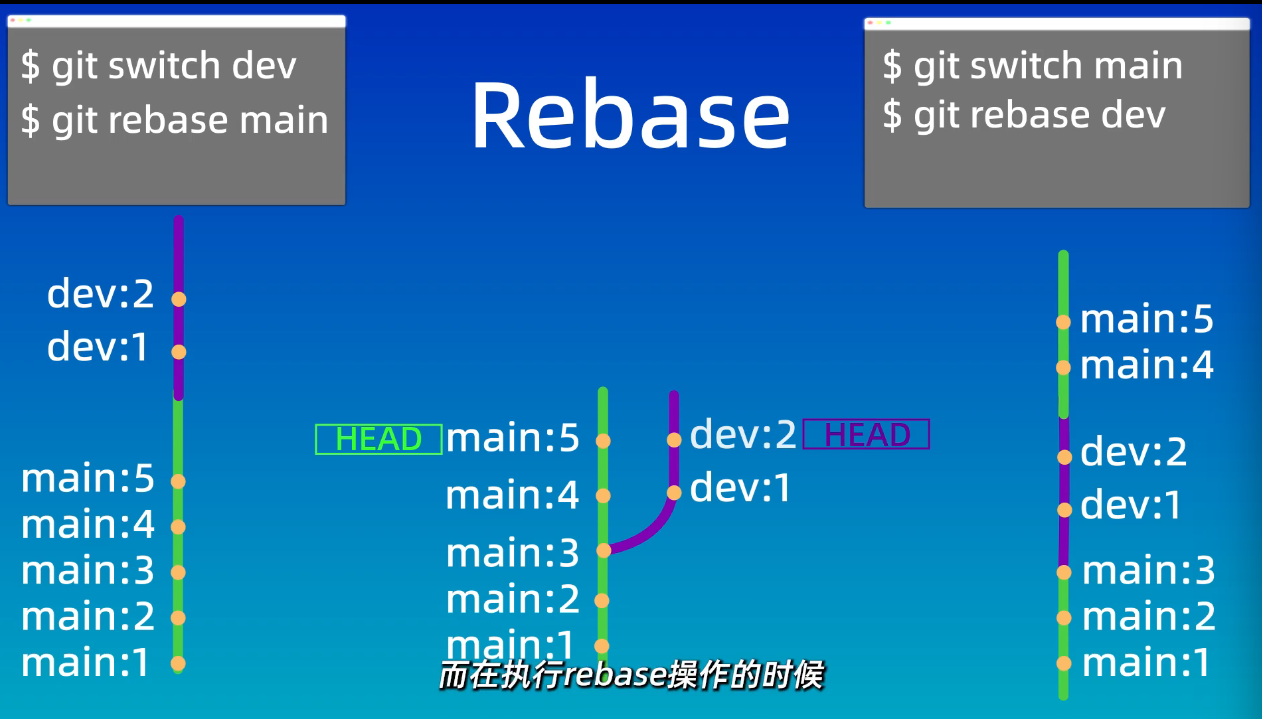 $ git switch dev
$ git rebase main
Rebase
$ git switch main
$ git rebase dev
dev:2
dev:1
main:5
main:4
main:3
main:2
main:1
HEAD main:5
main:4
main:3
main:2
main:1
dev:2 HEAD
dev:1
main:5
main:4
dev:2
dev:1
main:3
main:2
main:1
而在执行rebase操作的时候